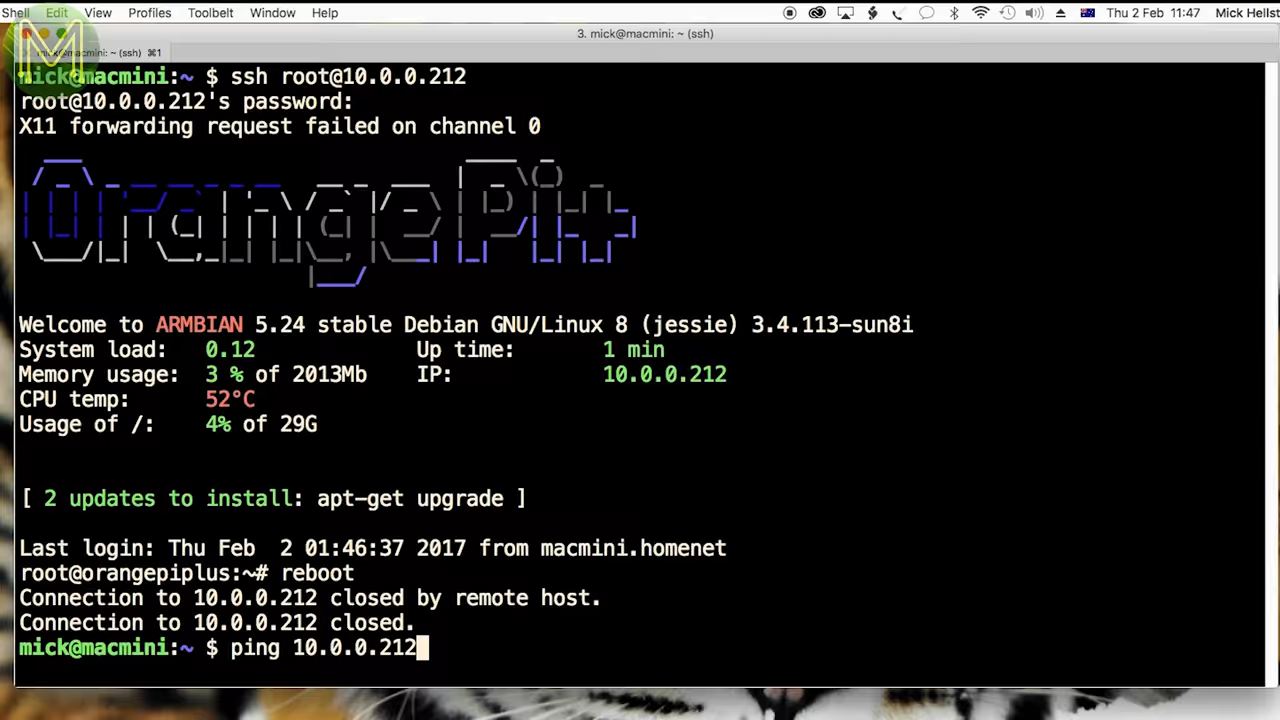 Shell Edit View Profiles Toolbelt Window Help Thu 2 Feb 11:47 Mick Hellst
3. mick@macmini: ~ (ssh)
mick@macmini: ~ (ssh) ⌘1
M
mick@macmini:~ $ ssh root@10.0.0.212
root@10.0.0.212's password:
X11 forwarding request failed on channel 0
Orange Pi+
Welcome to ARMBIAN 5.24 stable Debian GNU/Linux 8 (jessie) 3.4.113-sun8i
System load: 0.12 Up time: 1 min
Memory usage: 3 % of 2013Mb IP: 10.0.0.212
CPU temp: 52°C
Usage of /: 4% of 29G
[ 2 updates to install: apt-get upgrade ]
Last login: Thu Feb 2 01:46:37 2017 from macmini.homenet
root@orangepiplus:~# reboot
Connection to 10.0.0.212 closed by remote host.
Connection to 10.0.0.212 closed.
mick@macmini:~ $ ping 10.0.0.212